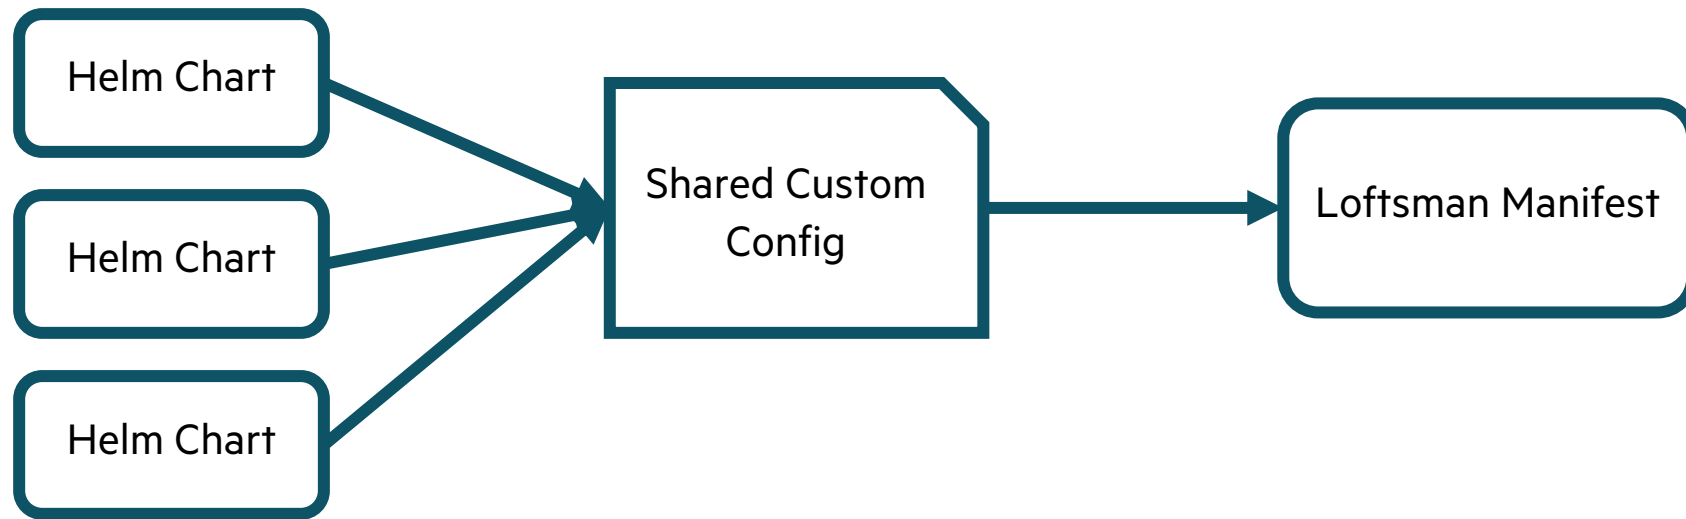 Helm Chart
Helm Chart
Helm Chart
Shared Custom
Config
Loftsman Manifest